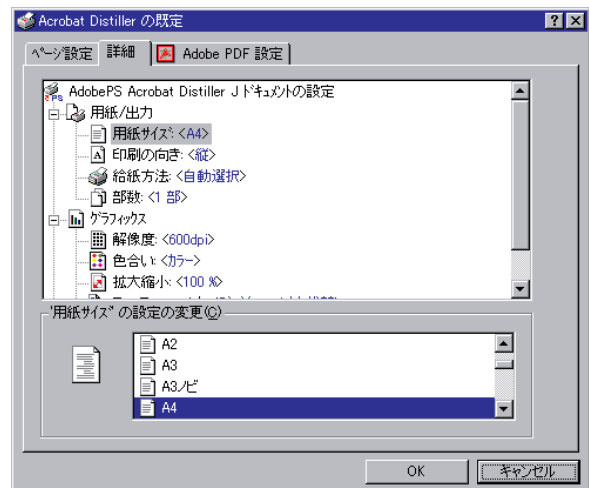 Acrobat Distiller の既定
ﾍﾟｰｼﾞ設定 詳細 Adobe PDF 設定
AdobePS Acrobat Distiller J ﾄﾞｷｭﾒﾝﾄの設定
用紙/出力
用紙ｻｲｽﾞ: <A4>
印刷の向き: <縦>
給紙方法: <自動選択>
部数: <1 部>
ｸﾞﾗﾌｨｯｸｽ
解像度: <600dpi>
色合い: <ｶﾗｰ>
拡大縮小: <100 %>
'用紙ｻｲｽﾞ' の設定の変更(C)
A2
A3
A3ノビ
A4
OK ｷｬﾝｾﾙ